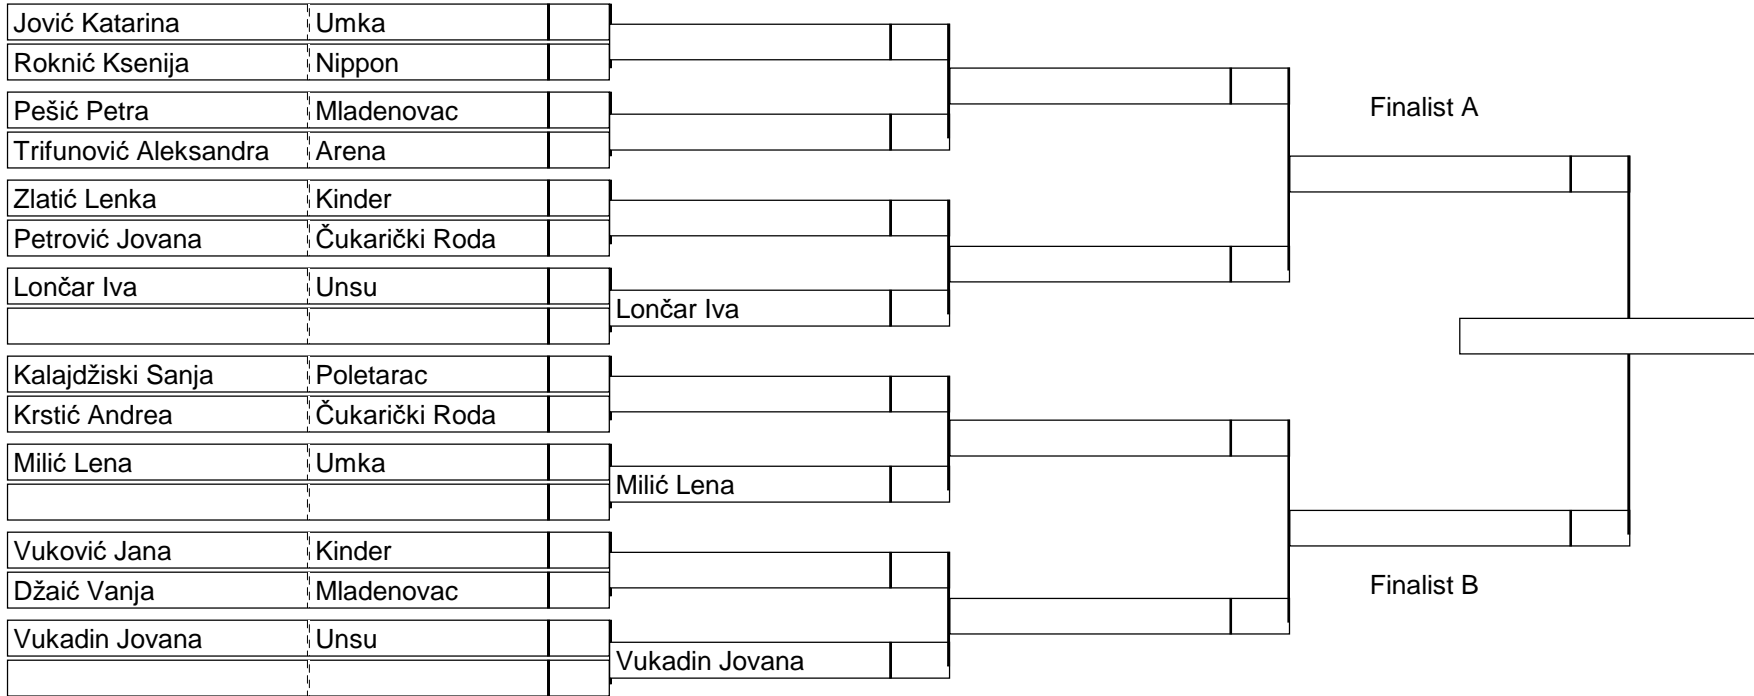 Jović Katarina Umka
Roknić Ksenija Nippon
Pešić Petra Mladenovac
Finalist A
Trifunović Aleksandra Arena
Zlatić Lenka Kinder
Petrović Jovana Čukarički Roda
Lončar Iva Unsu
Lončar Iva
Kalajdžiski Sanja Poletarac
Krstić Andrea Čukarički Roda
Milić Lena Umka
Milić Lena
Vuković Jana Kinder
Džaić Vanja Mladenovac
Finalist B
Vukadin Jovana Unsu
Vukadin Jovana